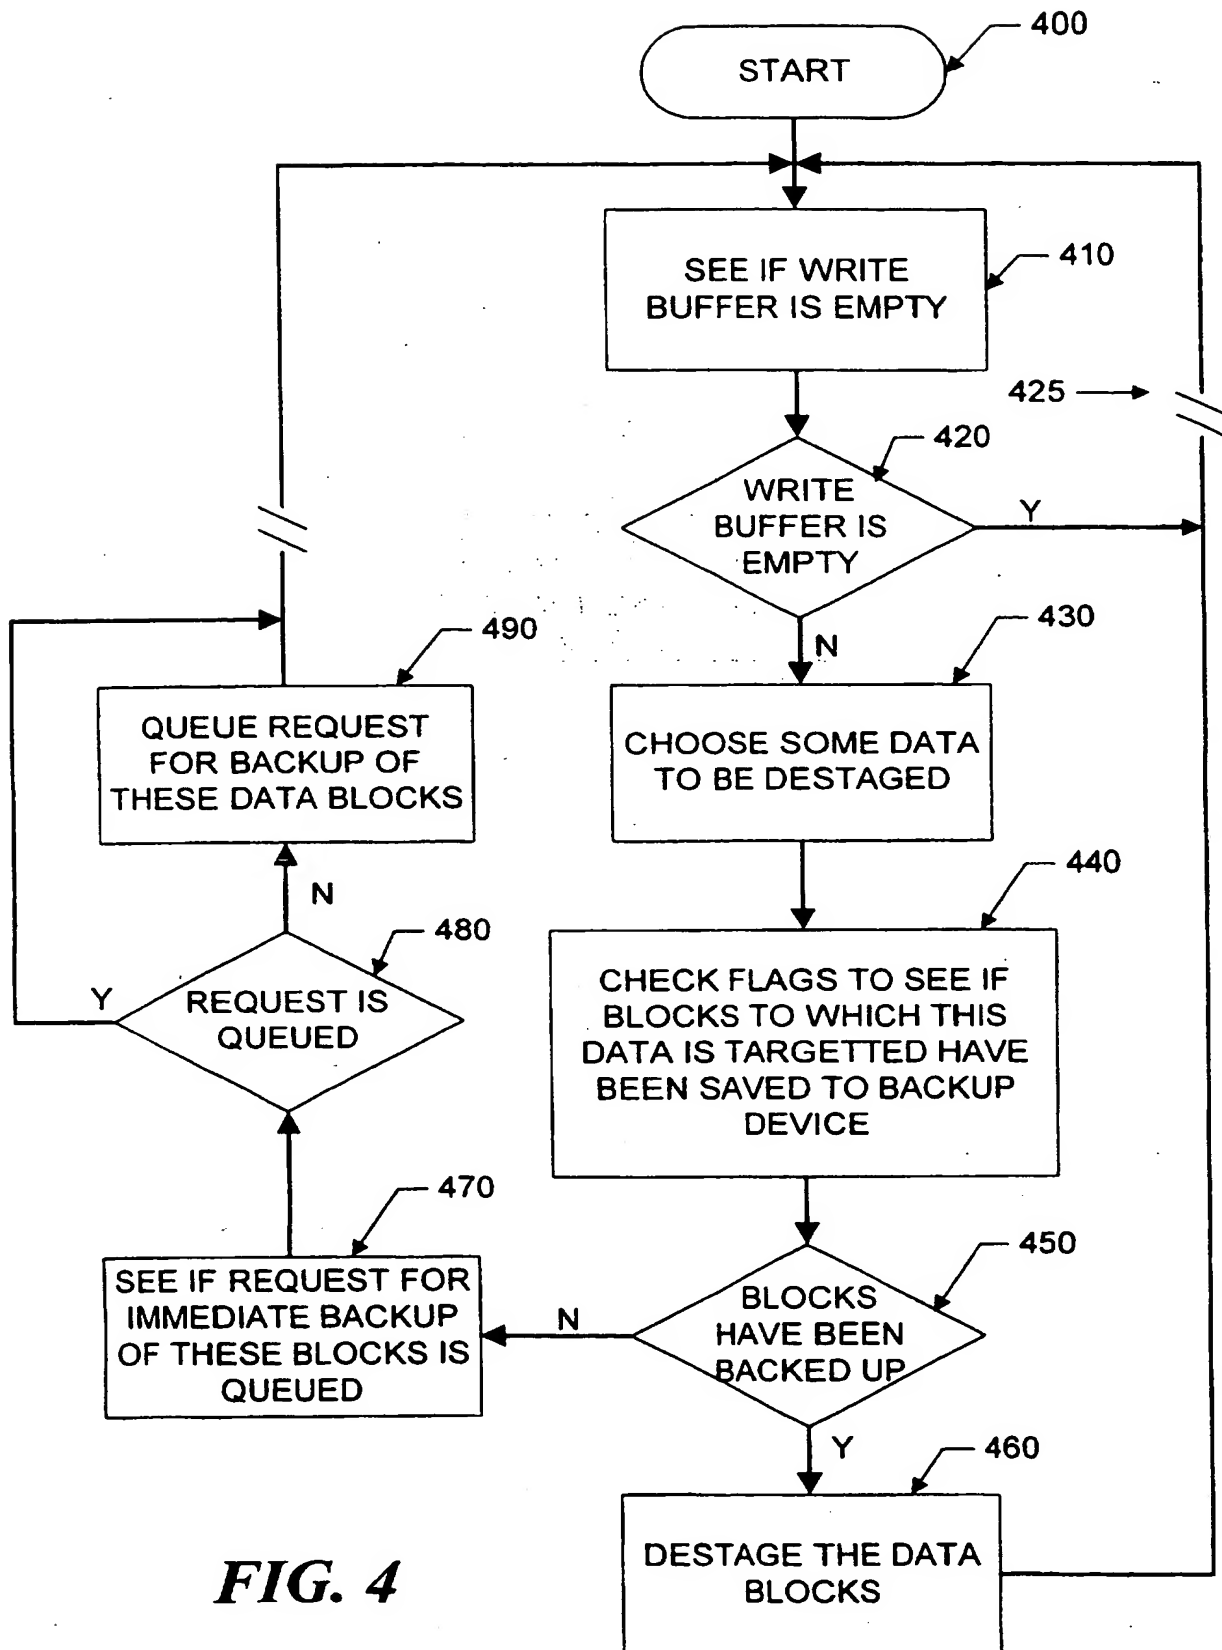 400
START
SEE IF WRITE
BUFFER IS EMPTY
410
425
420
WRITE
BUFFER IS
EMPTY
Y
N
430
CHOOSE SOME DATA
TO BE DESTAGED
490
QUEUE REQUEST
FOR BACKUP OF
THESE DATA BLOCKS
440
CHECK FLAGS TO SEE IF
BLOCKS TO WHICH THIS
DATA IS TARGETTED HAVE
BEEN SAVED TO BACKUP
DEVICE
N
480
Y
REQUEST IS
QUEUED
470
SEE IF REQUEST FOR
IMMEDIATE BACKUP
OF THESE BLOCKS IS
QUEUED
450
BLOCKS
HAVE BEEN
BACKED UP
N
Y
460
DESTAGE THE DATA
BLOCKS
FIG. 4